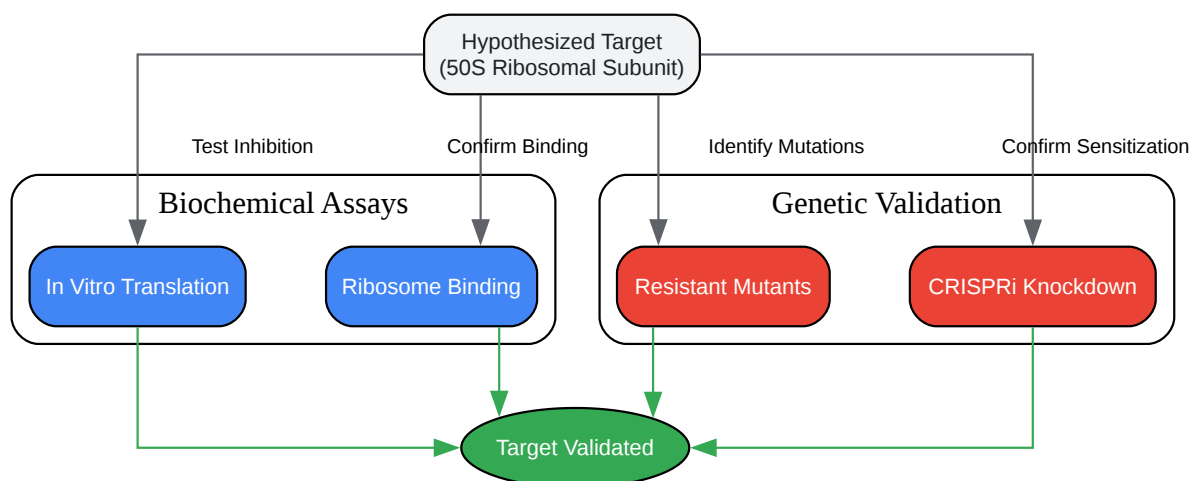 Hypothesized Target
(50S Ribosomal Subunit)
Test Inhibition
Confirm Binding
Identify Mutations
Confirm Sensitization
Biochemical Assays
Genetic Validation
In Vitro Translation
Ribosome Binding
Resistant Mutants
CRISPRi Knockdown
Target Validated